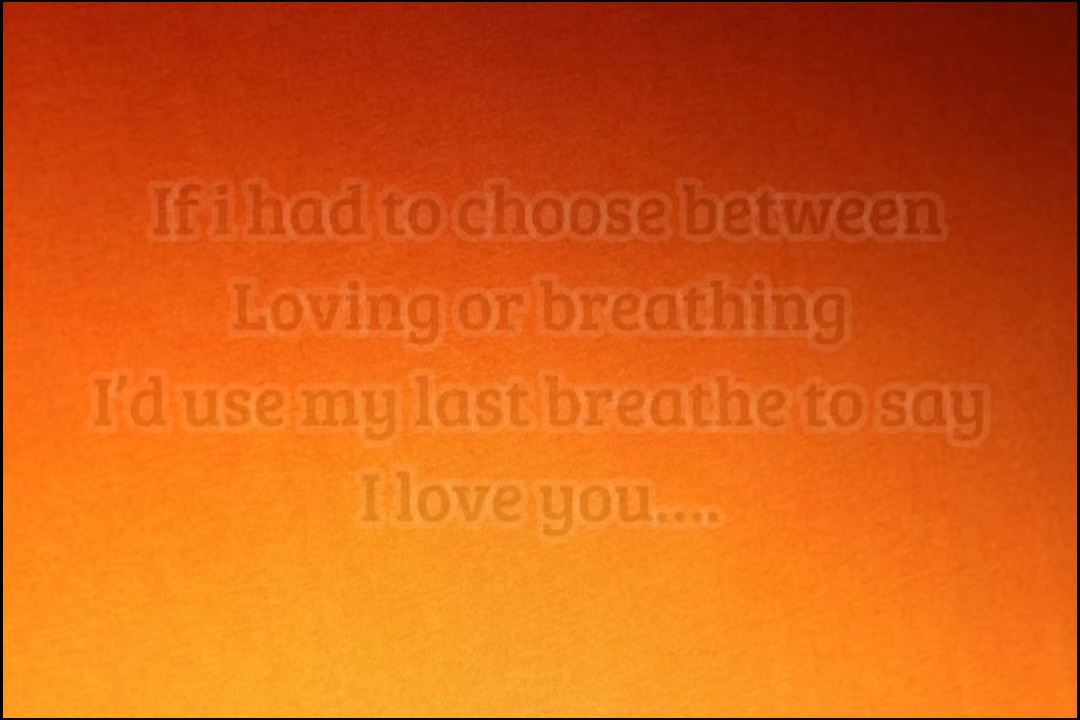 If i had to choose between
Loving or breathing
I'd use my last breathe to say
I love you....